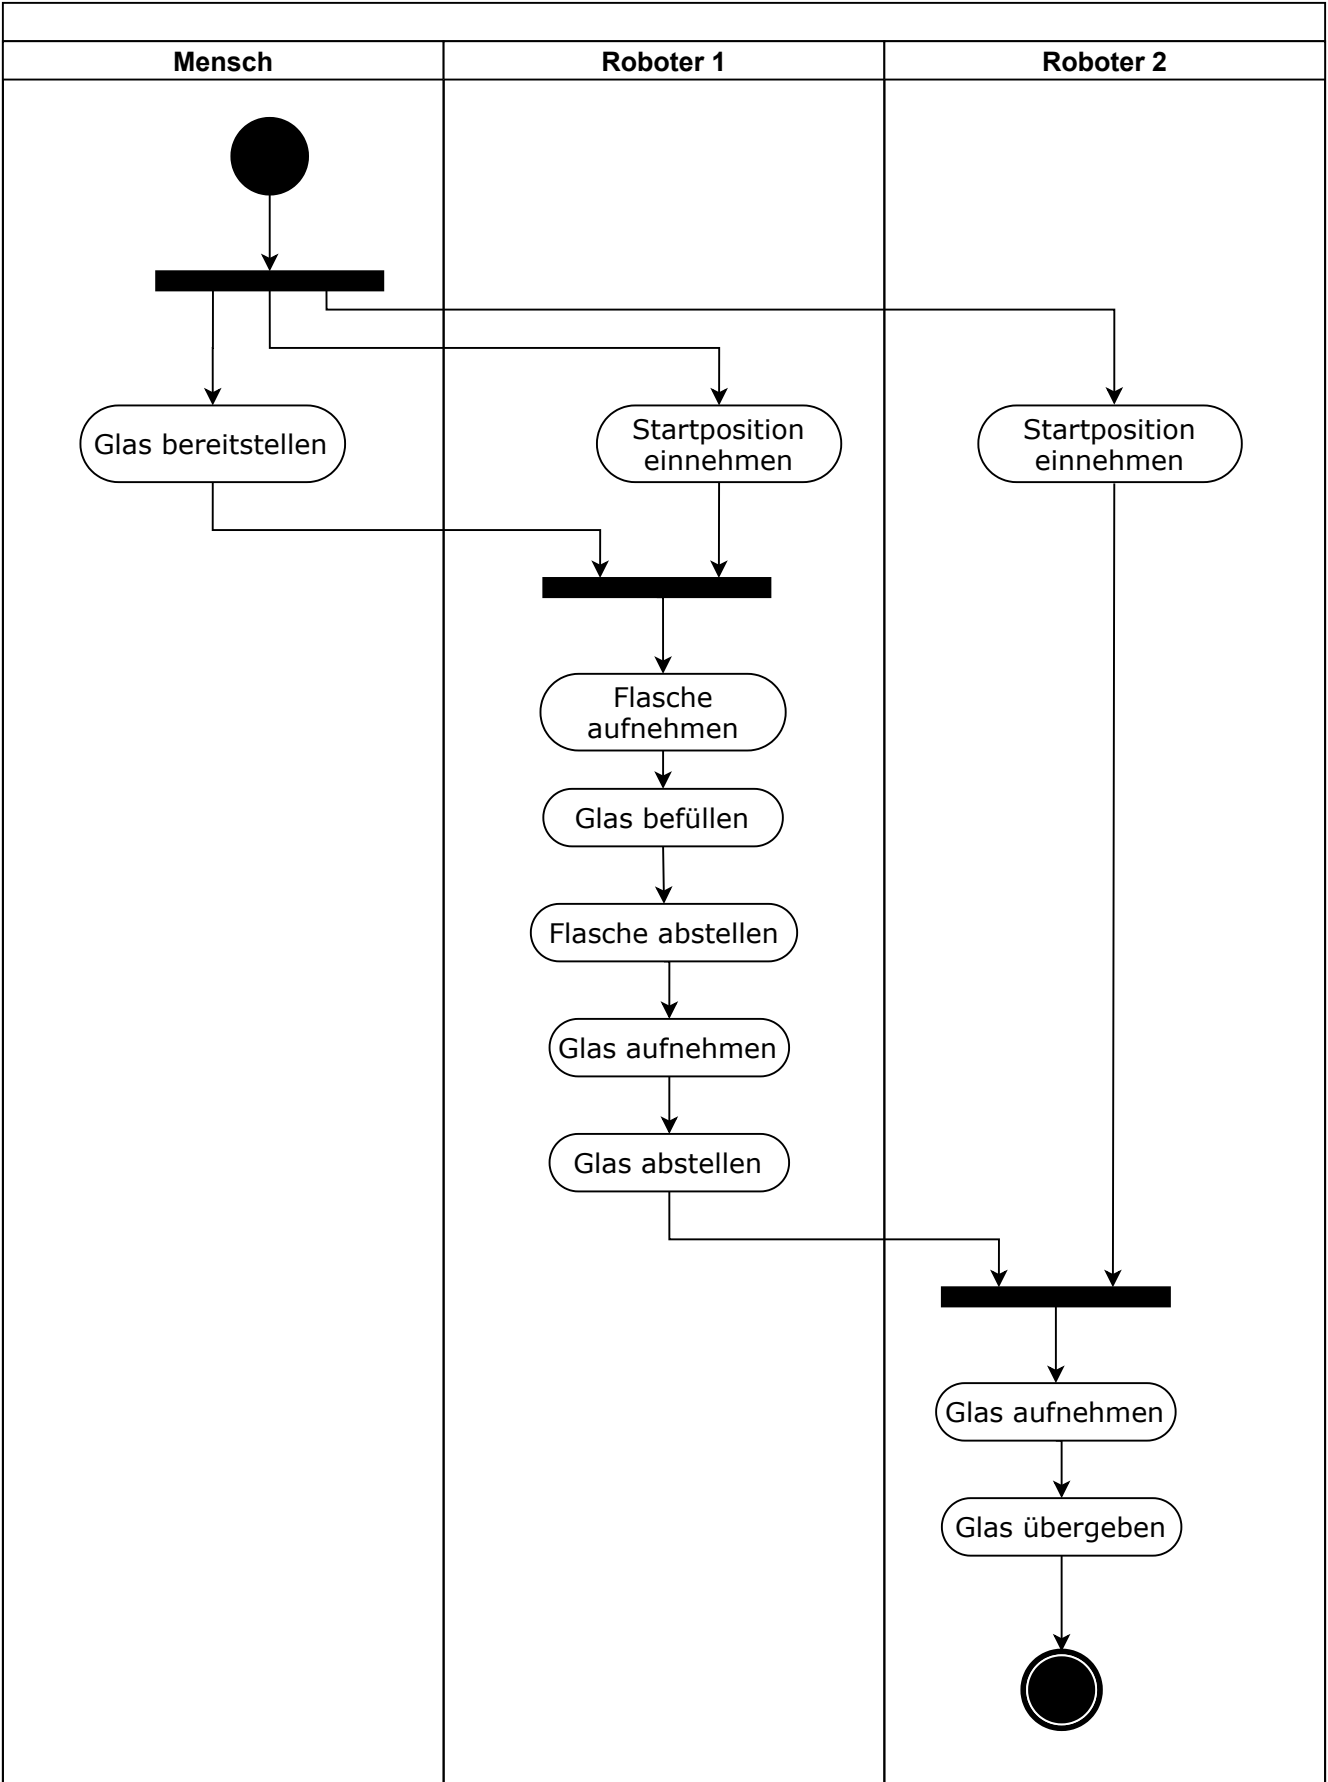 Mensch
Roboter 1
Roboter 2
Glas bereitstellen
Startposition
einnehmen
Startposition
einnehmen
Flasche
aufnehmen
Glas befüllen
Flasche abstellen
Glas aufnehmen
Glas abstellen
Glas aufnehmen
Glas übergeben